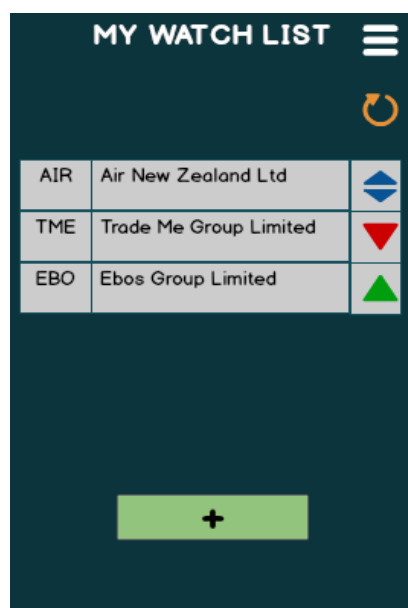 MY WATCH LIST
AIR Air New Zealand Ltd
TME Trade Me Group Limited
EBO Ebos Group Limited
+